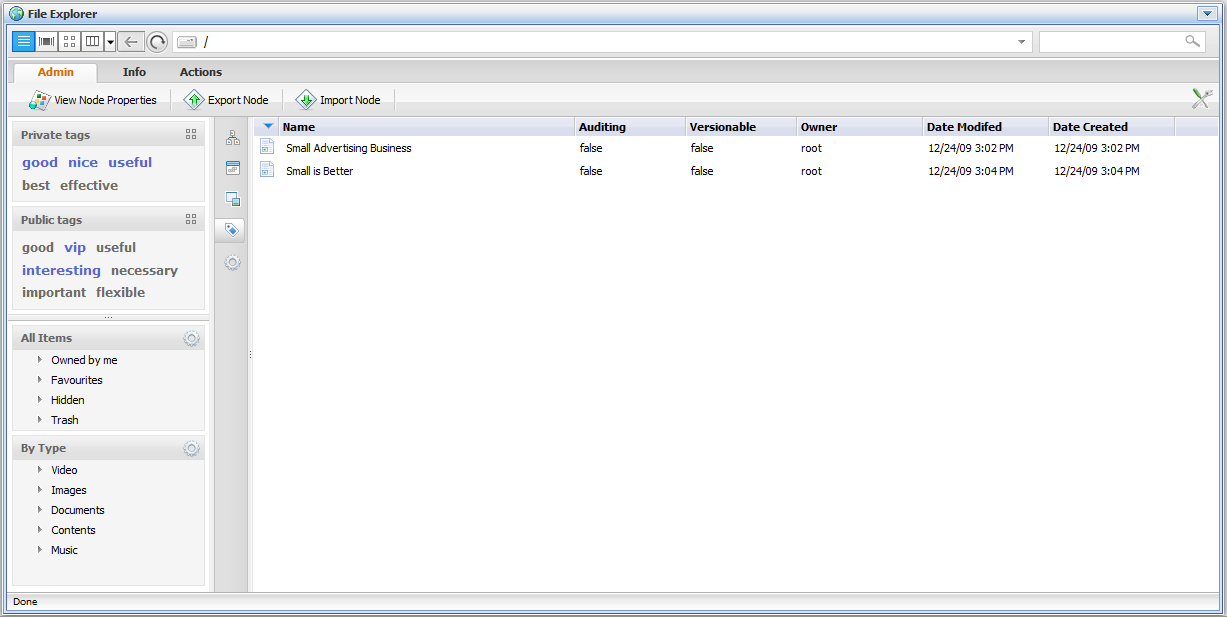 File Explorer
/
Admin Info Actions
View Node Properties Export Node Import Node
Private tags
good nice useful
best effective
Public tags
good vip useful
interesting necessary
important flexible
All Items
Owned by me
Favourites
Hidden
Trash
By Type
Video
Images
Documents
Contents
Music
Name Auditing Versionable Owner Date Modifed Date Created
Small Advertising Business false false root 12/24/09 3:02 PM 12/24/09 3:02 PM
Small is Better false false root 12/24/09 3:04 PM 12/24/09 3:04 PM
Done